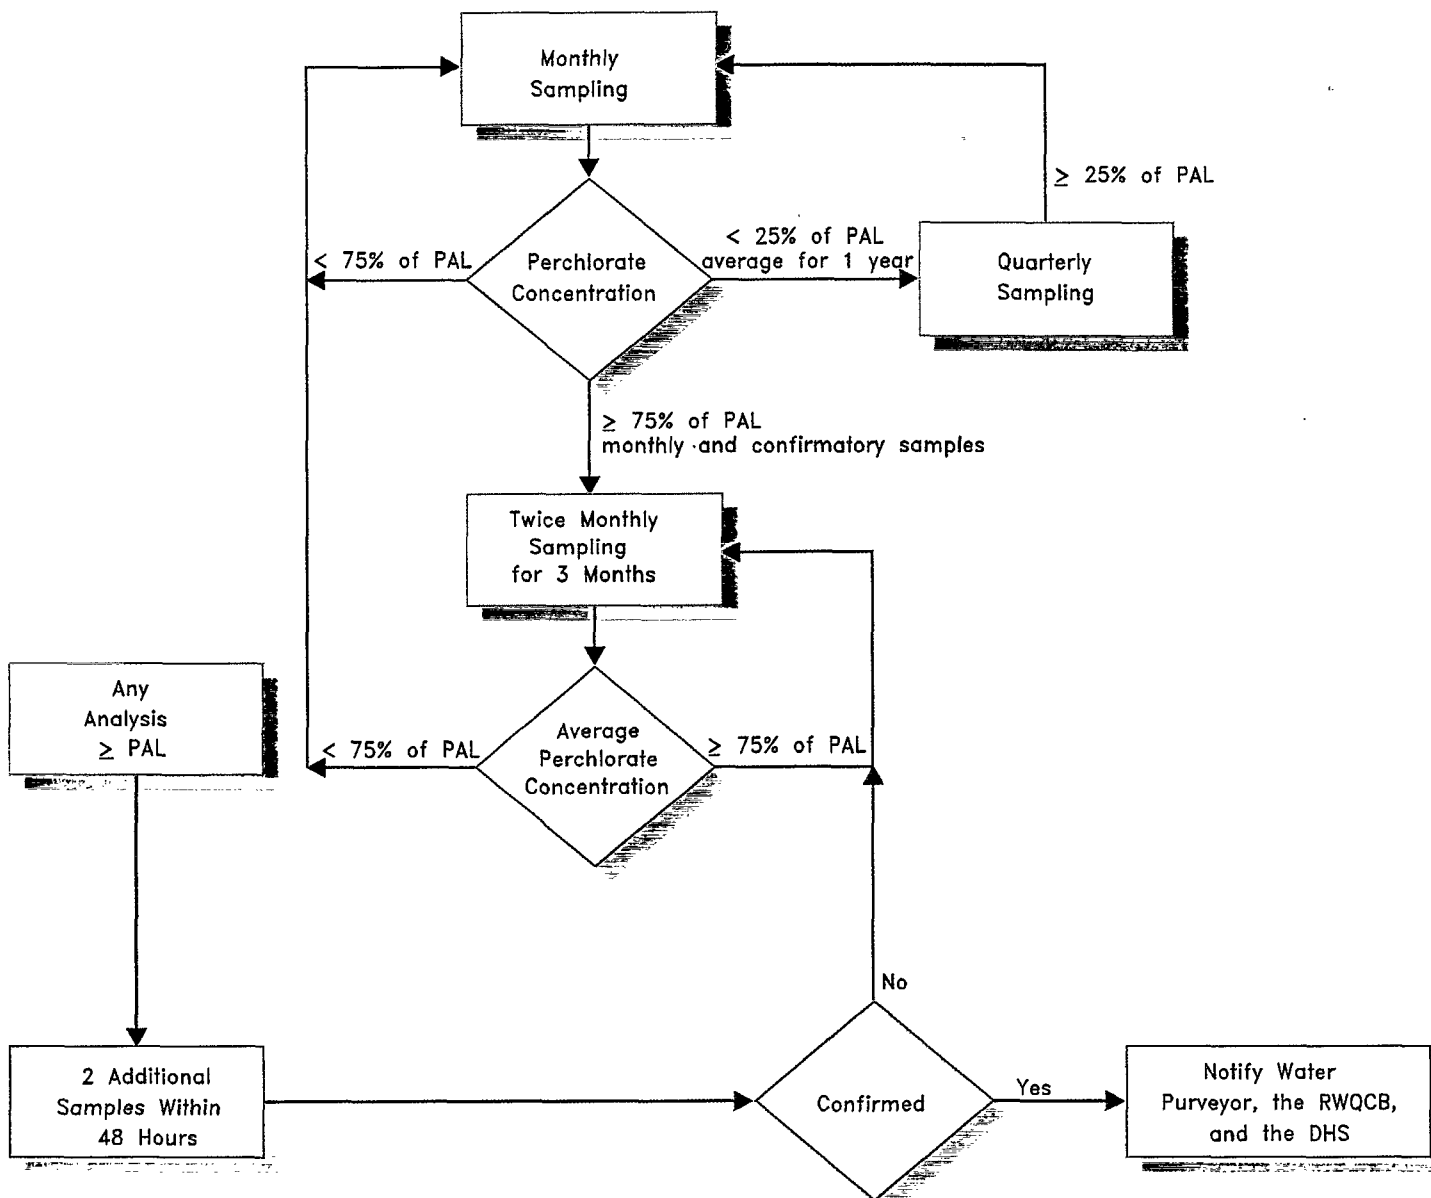 Monthly
Sampling
≥ 25% of PAL
< 75% of PAL
Perchlorate
Concentration
< 25% of PAL
average for 1 year
Quarterly
Sampling
≥ 75% of PAL
monthly and confirmatory samples
Twice Monthly
Sampling
for 3 Months
Any
Analysis
≥ PAL
< 75% of PAL
Average
Perchlorate
Concentration
≥ 75% of PAL
No
2 Additional
Samples Within
48 Hours
Confirmed
Yes
Notify Water
Purveyor, the RWQCB,
and the DHS